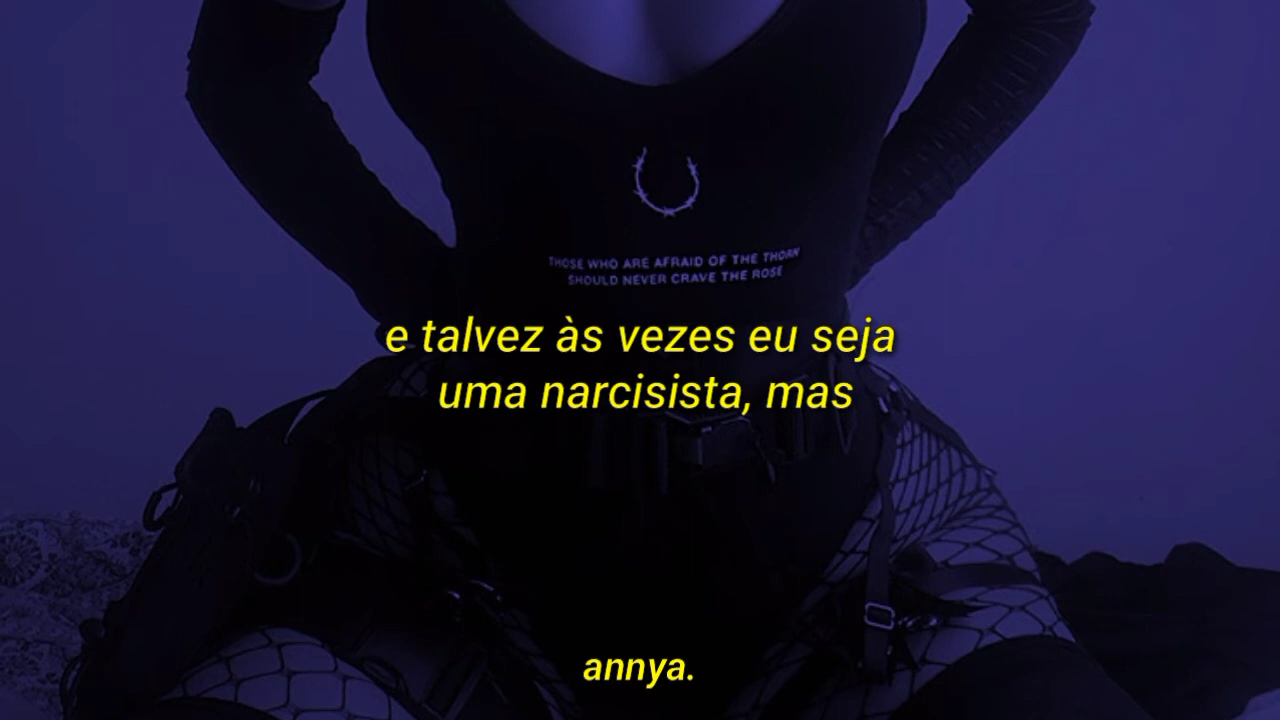 THOSE WHO ARE AFRAID OF THE THORN
SHOULD NEVER CRAVE THE ROSE
e talvez às vezes eu seja
uma narcisista, mas
annya.